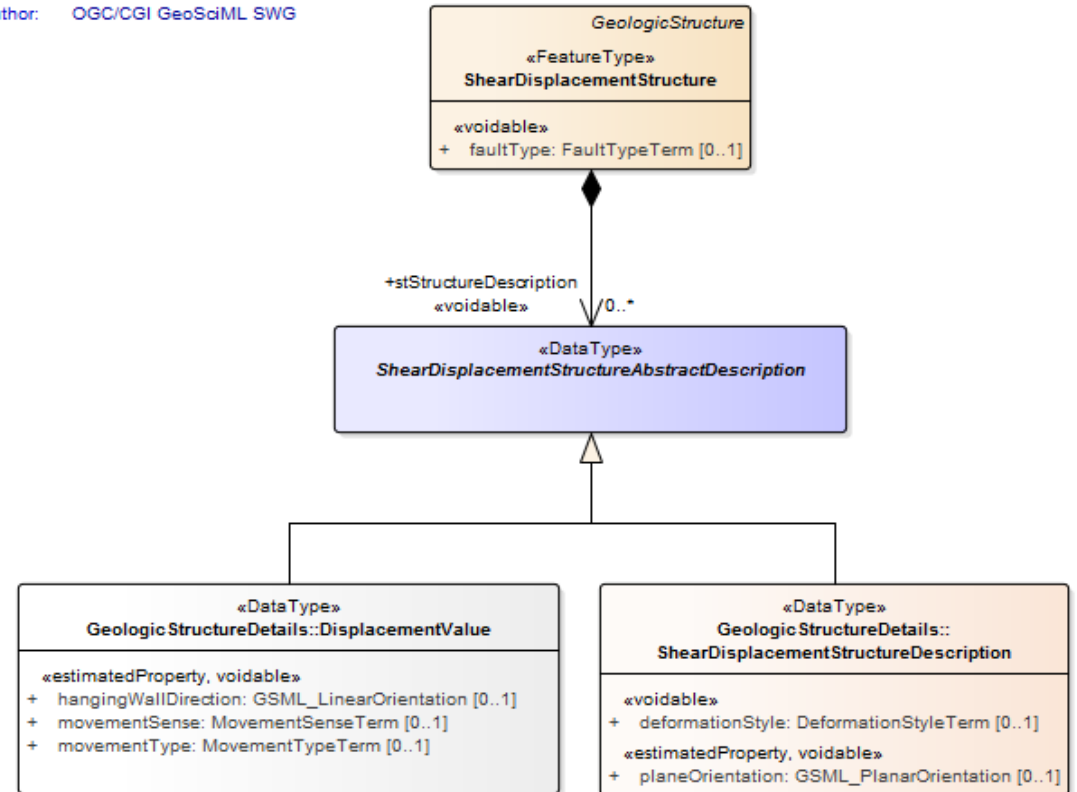 thor: OGC/CGI GeoSciML SWG
GeologicStructure
«FeatureType»
ShearDisplacementStructure
«voidable»
+ faultType: FaultTypeTerm [0..1]
+stStructureDescription
«voidable»
0..*
«DataType»
ShearDisplacementStructureAbstractDescription
«DataType»
GeologicStructureDetails::DisplacementValue
«estimatedProperty, voidable»
+ hangingWallDirection: GSML_LinearOrientation [0..1]
+ movementSense: MovementSenseTerm [0..1]
+ movementType: MovementTypeTerm [0..1]
«DataType»
GeologicStructureDetails::
ShearDisplacementStructureDescription
«voidable»
+ deformationStyle: DeformationStyleTerm [0..1]
«estimatedProperty, voidable»
+ planeOrientation: GSML_PlanarOrientation [0..1]